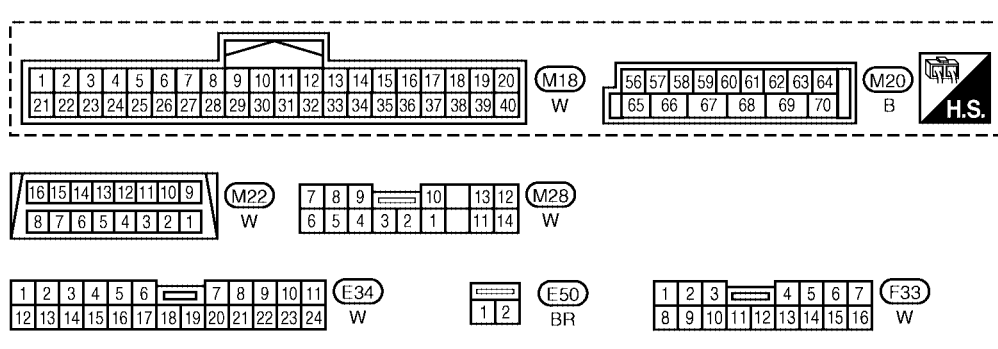 1 2 3 4 5 6 7 8 9 10 11 12 13 14 15 16 17 18 19 20
21 22 23 24 25 26 27 28 29 30 31 32 33 34 35 36 37 38 39 40
M18
W
56 57 58 59 60 61 62 63 64
65 66 67 68 69 70
M20
B
H.S.
16 15 14 13 12 11 10 9
8 7 6 5 4 3 2 1
M22
W
7 8 9 10 13 12
6 5 4 3 2 1 11 14
M28
W
1 2 3 4 5 6 7 8 9 10 11
12 13 14 15 16 17 18 19 20 21 22 23 24
E34
W
1 2
E50
BR
1 2 3 4 5 6 7
8 9 10 11 12 13 14 15 16
F33
W